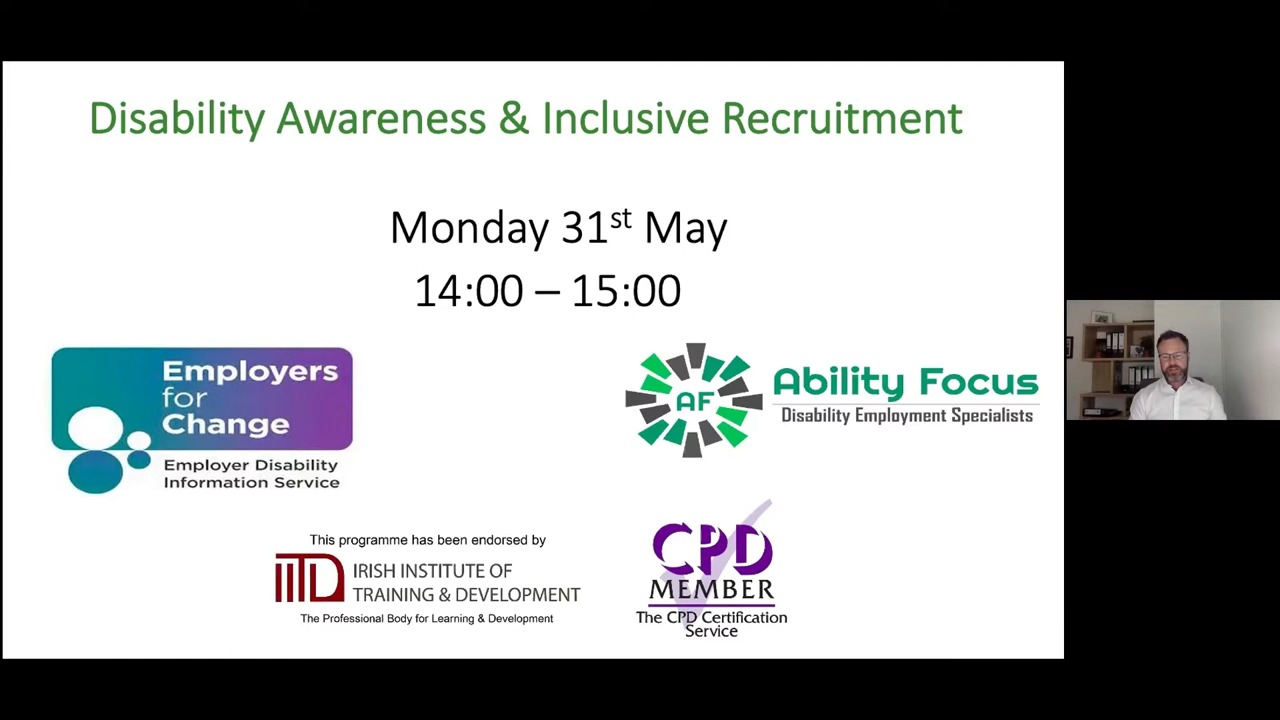 Disability Awareness & Inclusive Recruitment
Monday 31st May
14:00 – 15:00
Employers
for
Change
Employer Disability
Information Service
AF
Ability Focus
Disability Employment Specialists
This programme has been endorsed by
IITD
IRISH INSTITUTE OF
TRAINING & DEVELOPMENT
The Professional Body for Learning & Development
CPD
MEMBER
The CPD Certification
Service